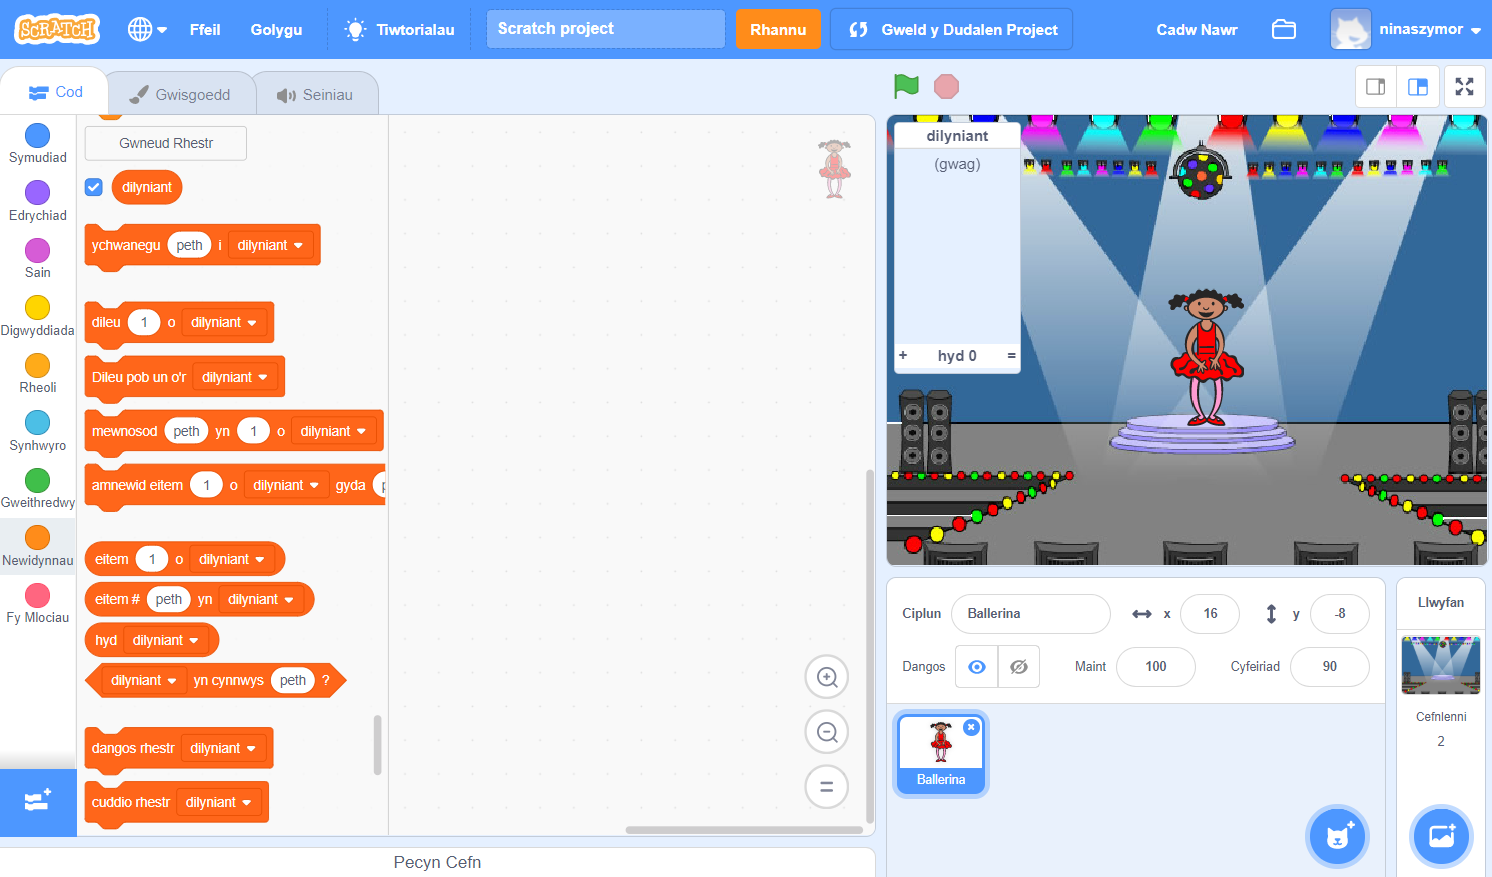 SCRATCH
Ffeil
Golygu
Tiwtorialau
Scratch project
Rhannu
Gweld y Dudalen Project
Cadw Nawr
ninaszymor
Cod
Gwisgoedd
Seiniau
Symudiad
Edrychiad
Sain
Digwyddiada
Rheoli
Synhwyro
Gweithredwy
Newidynnau
Fy Mlociau
Gwneud Rhestr
dilyniant
ychwanegu peth i dilyniant
dileu 1 o dilyniant
Dileu pob un o'r dilyniant
mewnosod peth yn 1 o dilyniant
amnewid eitem 1 o dilyniant gyda
eitem 1 o dilyniant
eitem # peth yn dilyniant
hyd dilyniant
dilyniant yn cynnwys peth ?
dangos rhestr dilyniant
cuddio rhestr dilyniant
Pecyn Cefn
dilyniant
(gwag)
+ hyd 0 =
Ciplun Ballerina x 16 y -8
Dangos Maint 100 Cyfeiriad 90
Ballerina
Llwyfan
Cefnlenni
2